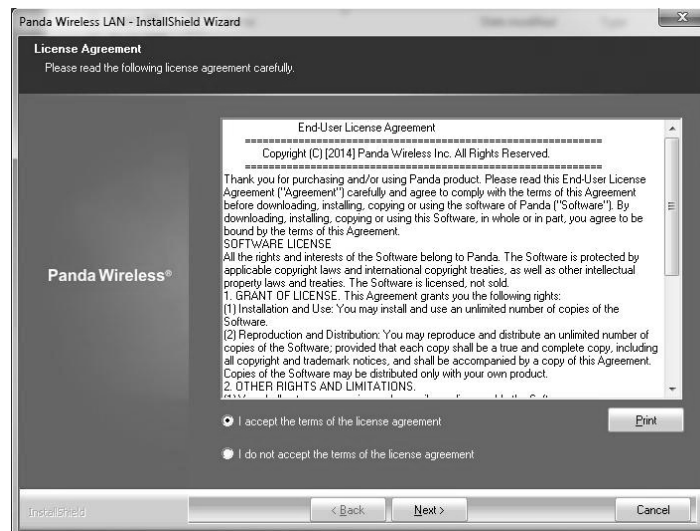 Panda Wireless LAN - InstallShield Wizard
License Agreement
Please read the following license agreement carefully.
End-User License Agreement
==========================================================
Copyright (C) [2014] Panda Wireless Inc. All Rights Reserved.
==========================================================
Thank you for purchasing and/or using Panda product. Please read this End-User License
Agreement ("Agreement") carefully and agree to comply with the terms of this Agreement
before downloading, installing, copying or using the software of Panda ("Software"). By
downloading, installing, copying or using this Software, in whole or in part, you agree to be
bound by the terms of this Agreement.
SOFTWARE LICENSE
All the rights and interests of the Software belong to Panda. The Software is protected by
applicable copyright laws and international copyright treaties, as well as other intellectual
property laws and treaties. The Software is licensed, not sold.
1. GRANT OF LICENSE. This Agreement grants you the following rights:
(1) Installation and Use: You may install and use an unlimited number of copies of the
Software.
(2) Reproduction and Distribution: You may reproduce and distribute an unlimited number of
copies of the Software; provided that each copy shall be a true and complete copy, including
all copyright and trademark notices, and shall be accompanied by a copy of this Agreement.
Copies of the Software may be distributed only with your own product.
2. OTHER RIGHTS AND LIMITATIONS.
Panda Wireless®
I accept the terms of the license agreement
Print
I do not accept the terms of the license agreement
InstallShield
< Back
Next >
Cancel